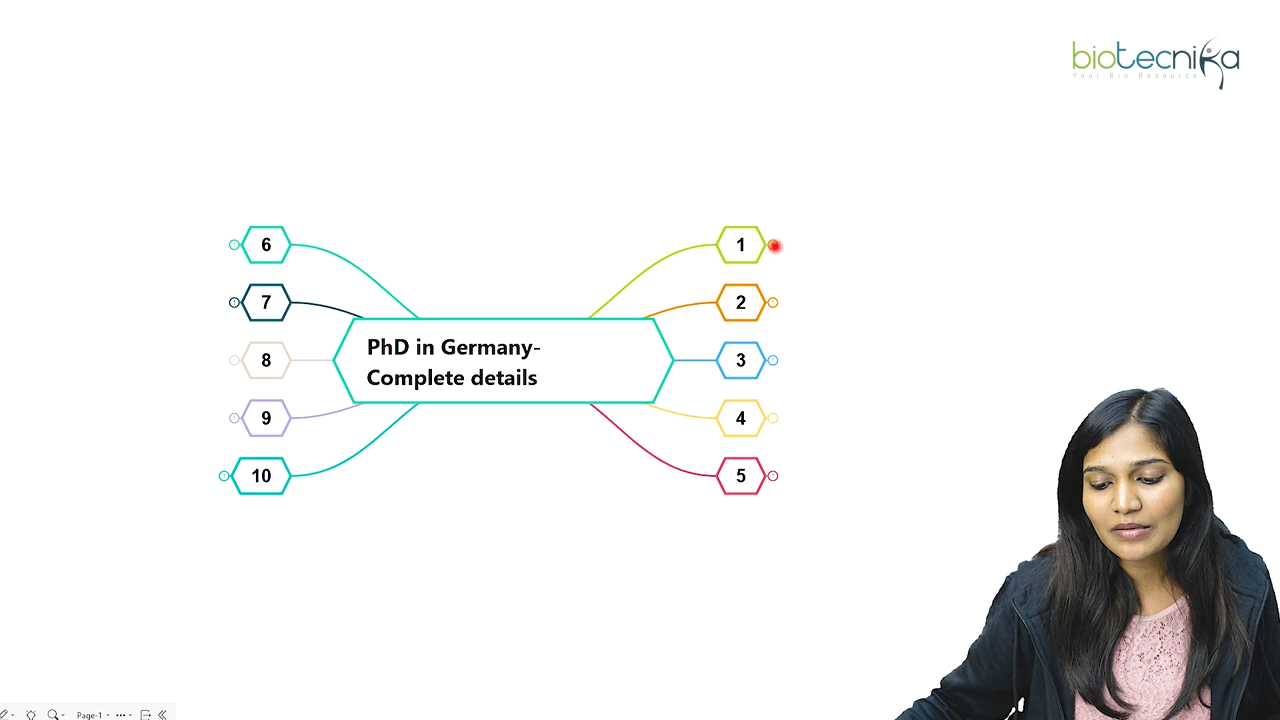 biotecnika
Your Bio Resource
6
1
7
2
PhD in Germany-
Complete details
8
3
9
4
10
5
Page-1